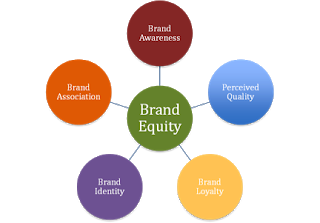 Brand
Awareness
Brand
Association
Perceived
Quality
Brand
Equity
Brand
Identity
Brand
Loyalty